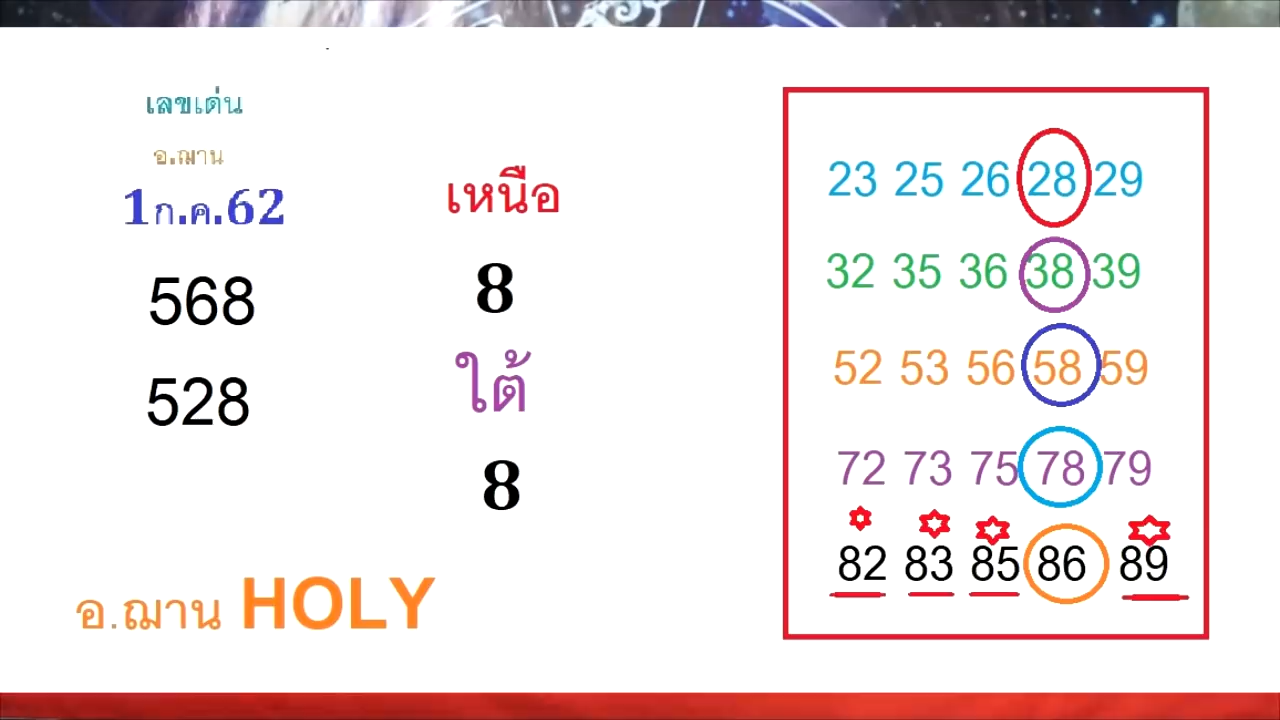 เลขเด่น
อ.ฌาน
1ก.ค.62
568
528
เหนือ
8
ใต้
8
อ.ฌาน HOLY
23 25 26 28 29
32 35 36 38 39
52 53 56 58 59
72 73 75 78 79
82 83 85 86 89